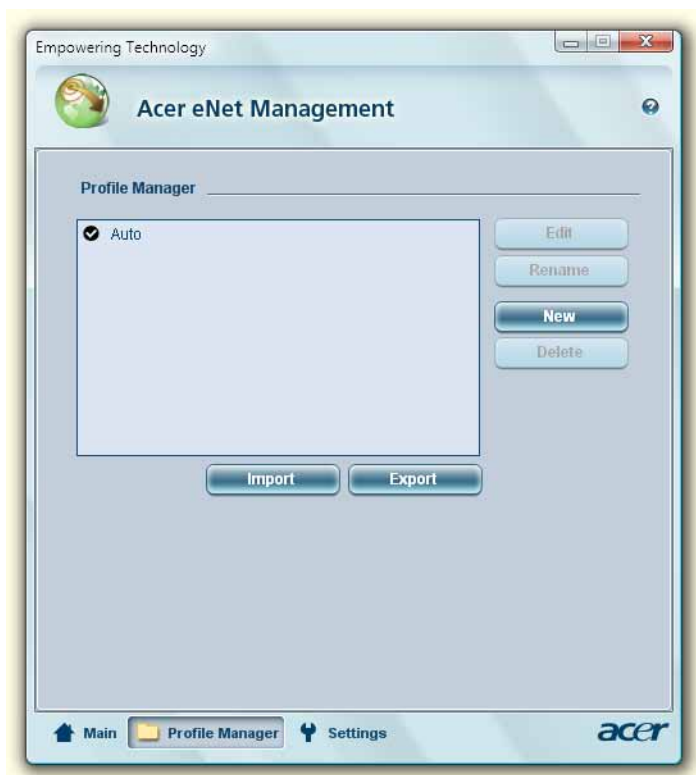 Empowering Technology
Acer eNet Management
Profile Manager
Auto
Edit
Rename
New
Delete
Import Export
Main Profile Manager Settings acer